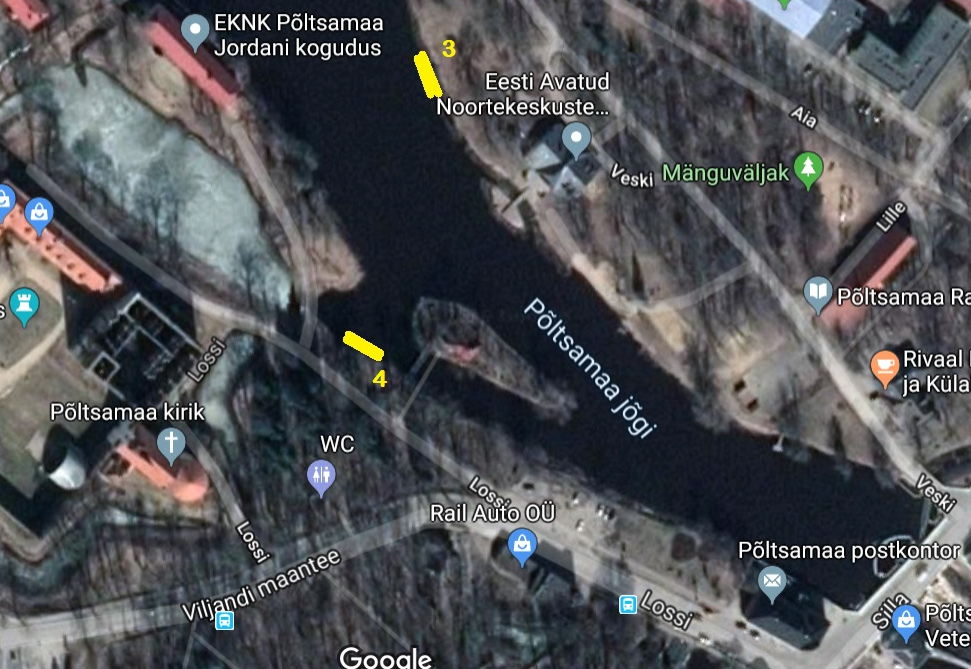 EKNK Põltsamaa
Jordani kogudus
3
Eesti Avatud
Noortekeskuste...
Aia
Veski
Mänguväljak
Lille
s
Põltsamaa Ra
Põltsamaa jõgi
4
Rivaal
ja Küla
Lossi
Põltsamaa kirik
WC
Lossi
Rail Auto OÜ
Veski
Lossi
Põltsamaa postkontor
Viljandi maantee
Lossi
Silla
Põlts
Vete
Google